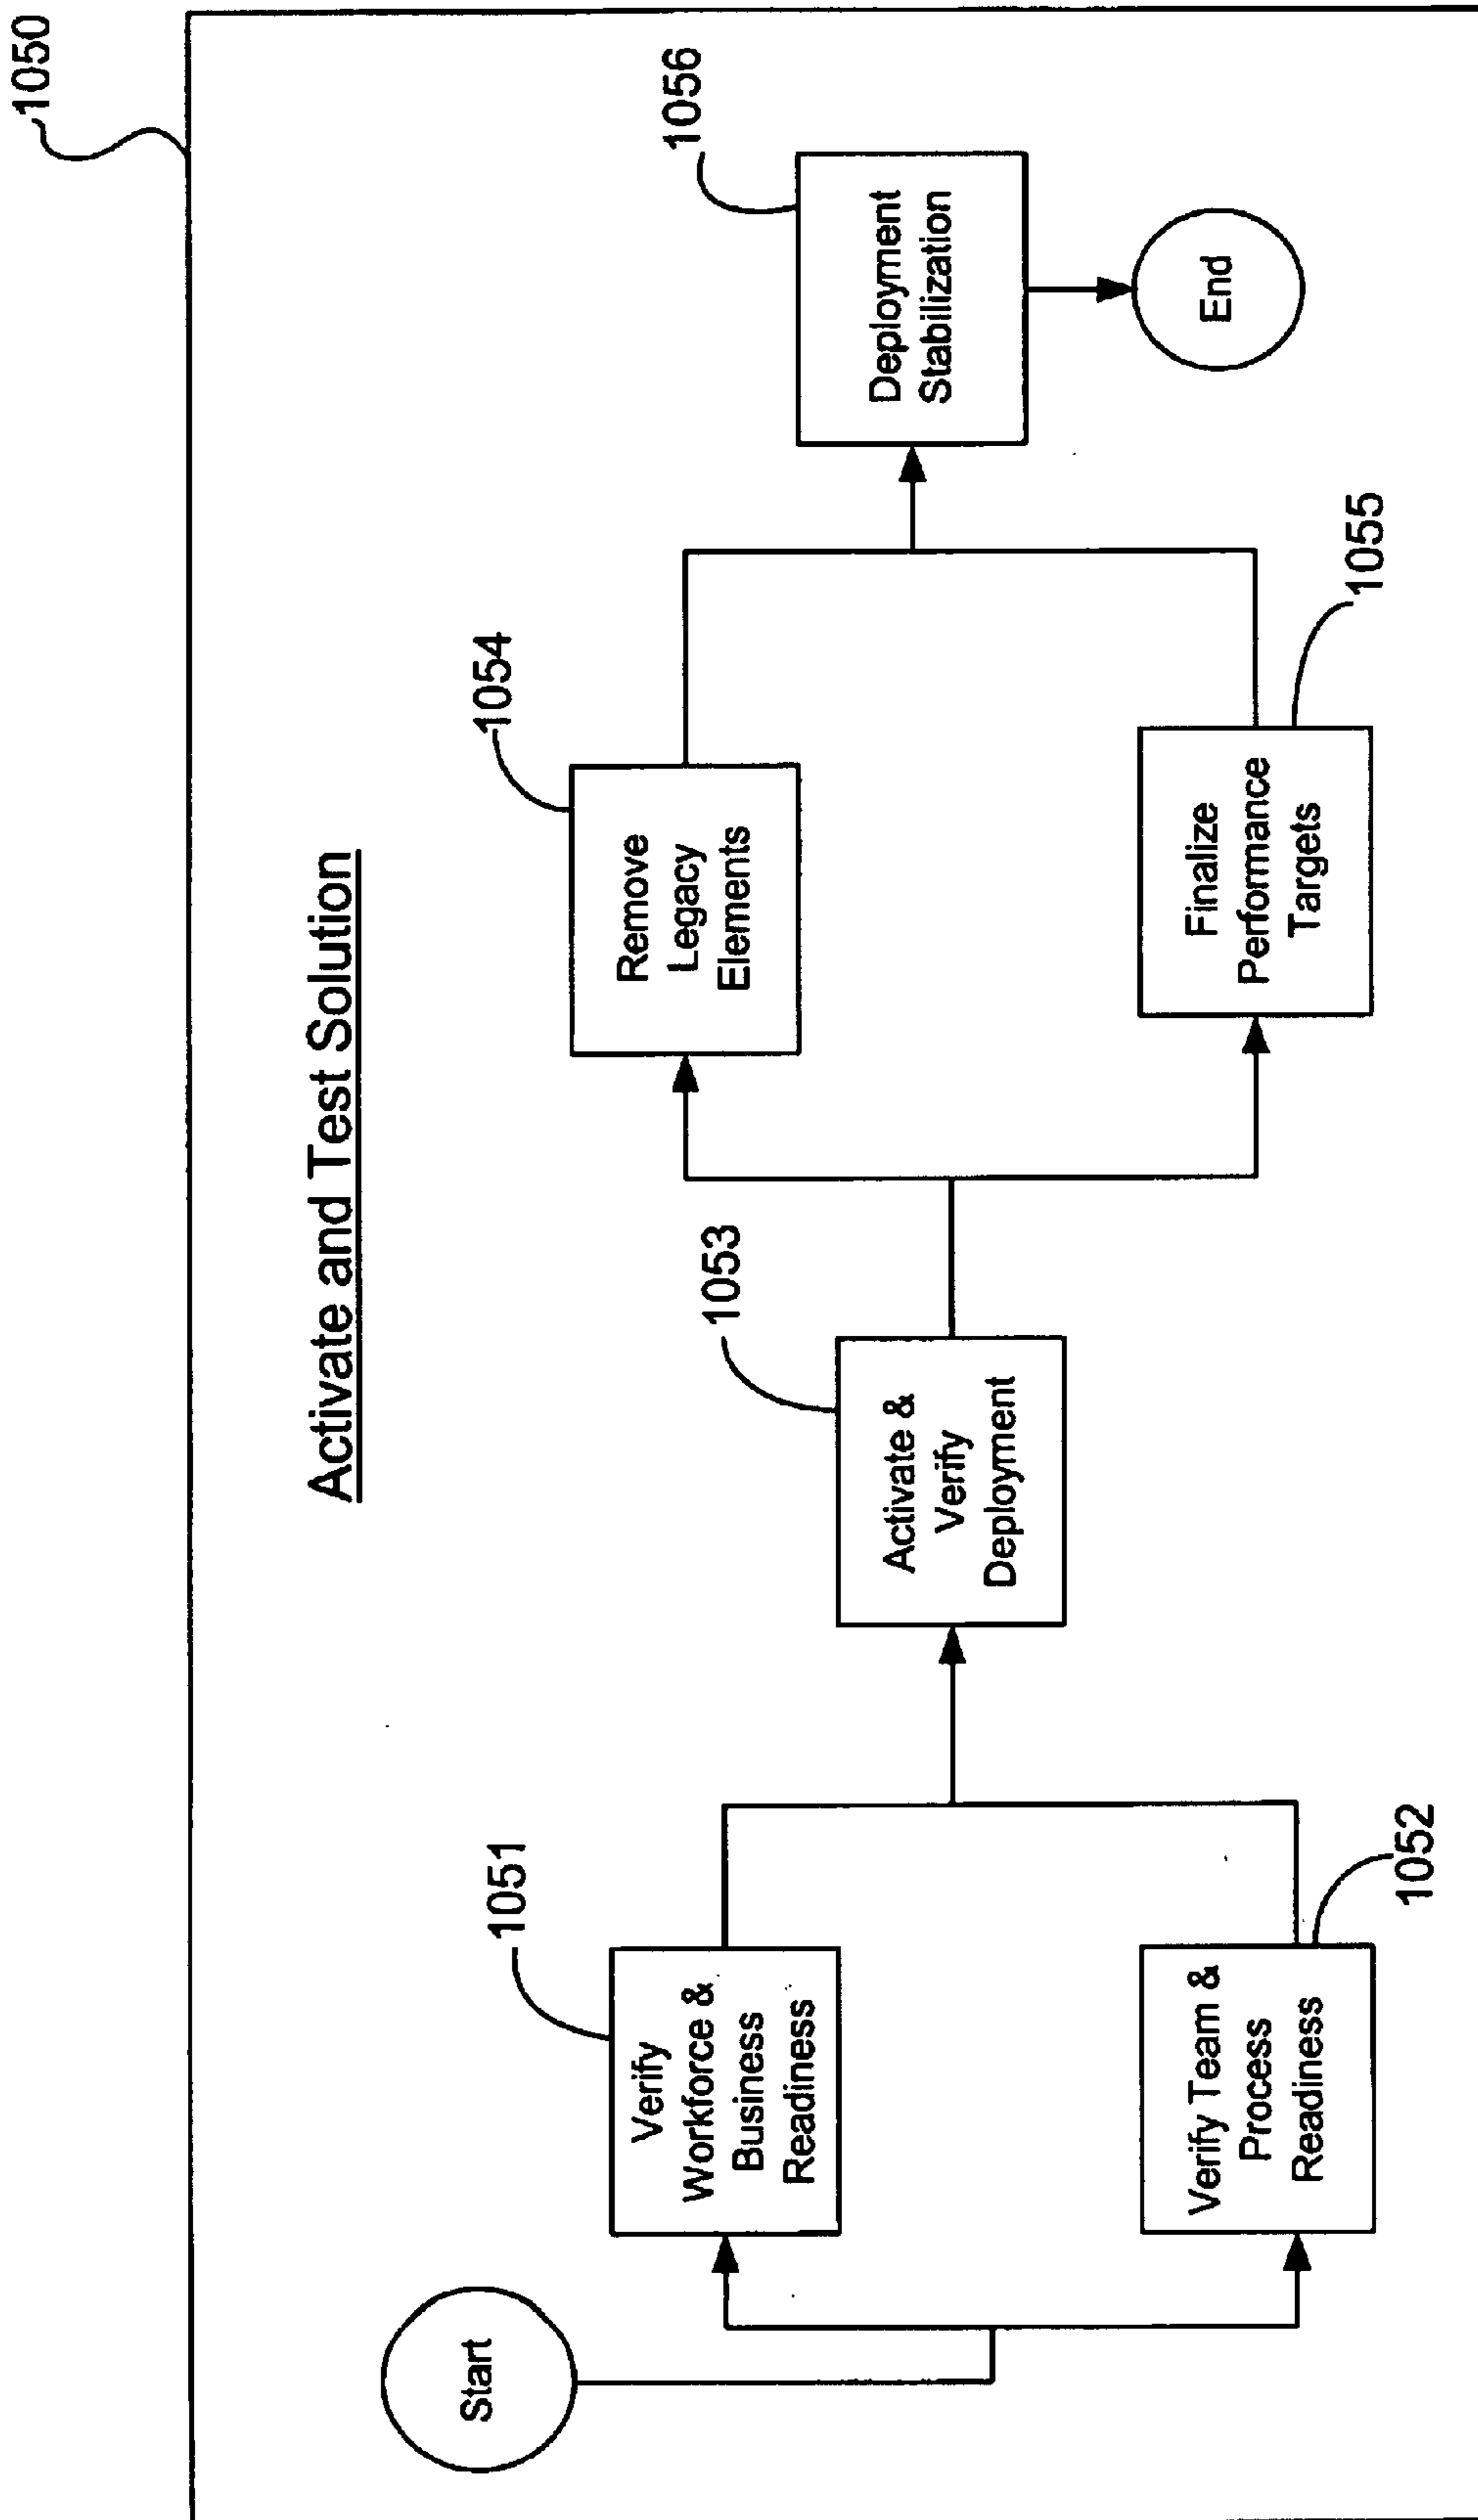 1050
Activate and Test Solution
Start
1051
Verify
Workforce &
Business
Readiness
Verify Team &
Process
Readiness
1052
1053
Activate &
Verify
Deployment
1054
Remove
Legacy
Elements
Finalize
Performance
Targets
1055
1056
Deployment
Stabilization
End